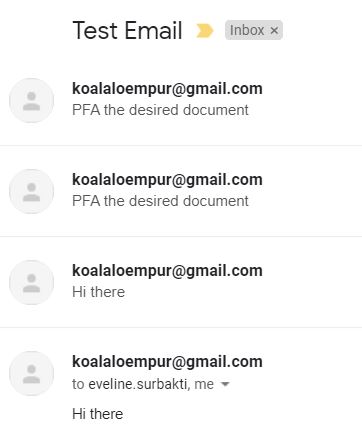 Test Email Inbox ×
koalaloempur@gmail.com
PFA the desired document
koalaloempur@gmail.com
PFA the desired document
koalaloempur@gmail.com
Hi there
koalaloempur@gmail.com
to eveline.surbakti, me
Hi there